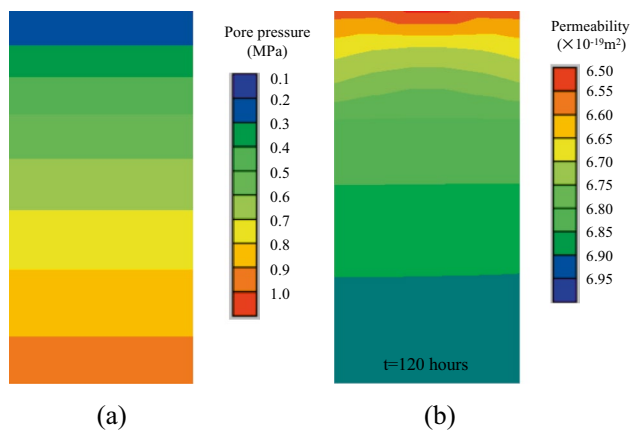 Pore pressure
(MPa)
0.1
0.2
0.3
0.4
0.5
0.6
0.7
0.8
0.9
1.0
(a)
Permeability
(×10⁻¹⁹m²)
6.50
6.55
6.60
6.65
6.70
6.75
6.80
6.85
6.90
6.95
t=120 hours
(b)